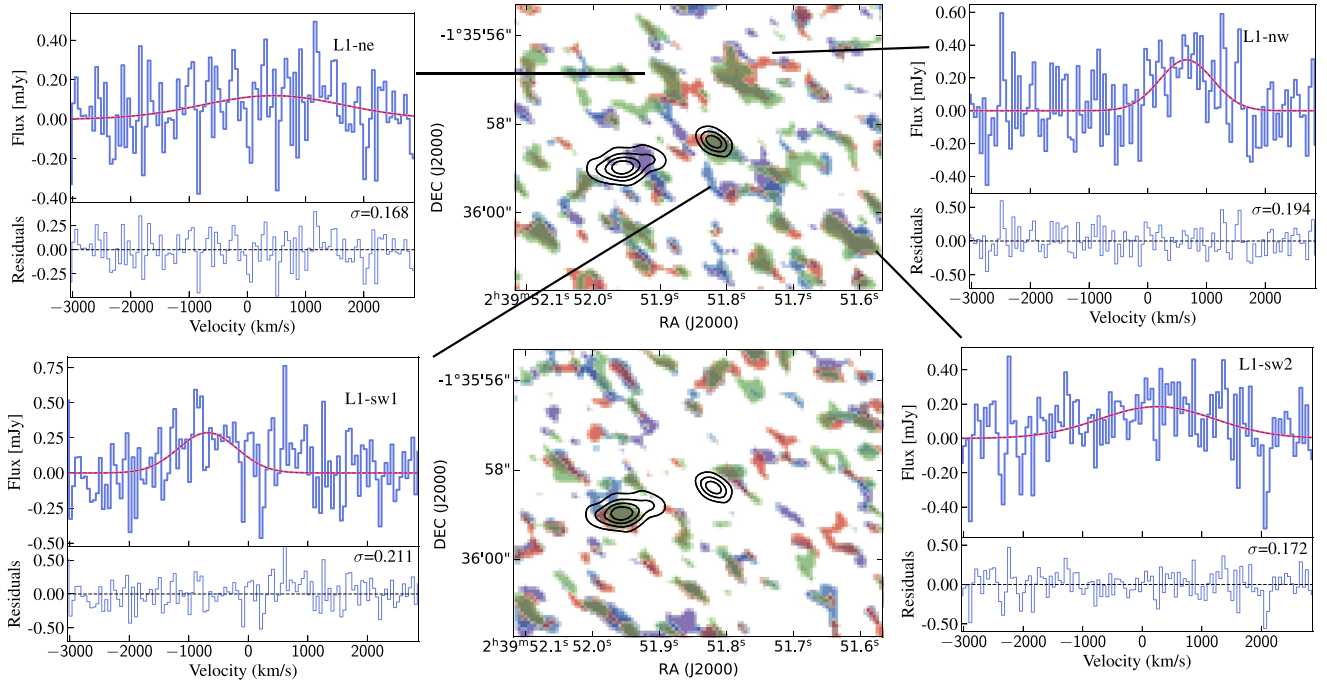 L1-ne
Flux [mJy]
0.40
0.20
0.00
-0.20
0.40
Residuals
0.25
0.00
-0.25
σ=0.168
−3000 −2000 −1000 0 1000 2000
Velocity (km/s)
DEC (J2000)
-1°35'56"
58"
36'00"
2ʰ39ᵐ52.1ˢ 52.0ˢ 51.9ˢ 51.8ˢ 51.7ˢ 51.6ˢ
RA (J2000)
L1-nw
Flux [mJy]
0.60
0.40
0.20
0.00
-0.20
-0.40
0.60
Residuals
0.50
0.00
-0.50
σ=0.194
−3000 −2000 −1000 0 1000 2000
Velocity (km/s)
L1-sw1
Flux [mJy]
0.75
0.50
0.25
0.00
-0.25
-0.50
Residuals
0.50
0.00
-0.50
σ=0.211
−3000 −2000 −1000 0 1000 2000
Velocity (km/s)
DEC (J2000)
-1°35'56"
58"
36'00"
2ʰ39ᵐ52.1ˢ 52.0ˢ 51.9ˢ 51.8ˢ 51.7ˢ 51.6ˢ
RA (J2000)
L1-sw2
Flux [mJy]
0.40
0.20
0.00
-0.20
-0.40
0.60
Residuals
0.50
0.00
-0.50
σ=0.172
−3000 −2000 −1000 0 1000 2000
Velocity (km/s)